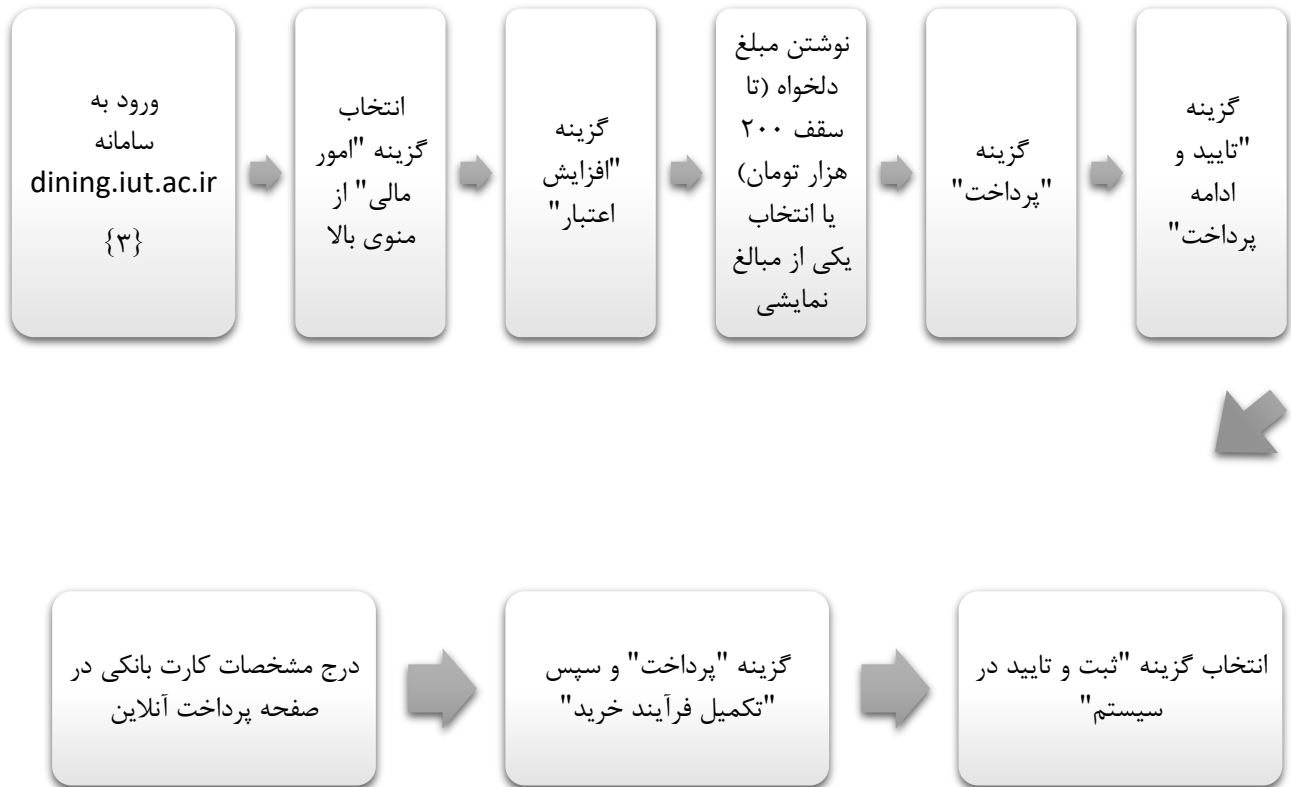 ورود به
سامانه
dining.iut.ac.ir
{۳}
انتخاب
گزینه "امور
مالی" از
منوی بالا
گزینه
"افزایش
اعتبار"
نوشتن مبلغ
دلخواه (تا
سقف ۲۰۰
هزار تومان)
یا انتخاب
یکی از مبالغ
نمایشی
گزینه
"پرداخت"
گزینه
"تایید و
ادامه
پرداخت"
درج مشخصات کارت بانکی در
صفحه پرداخت آنلاین
گزینه "پرداخت" و سپس
"تکمیل فرآیند خرید"
انتخاب گزینه "ثبت و تایید در
سیستم"